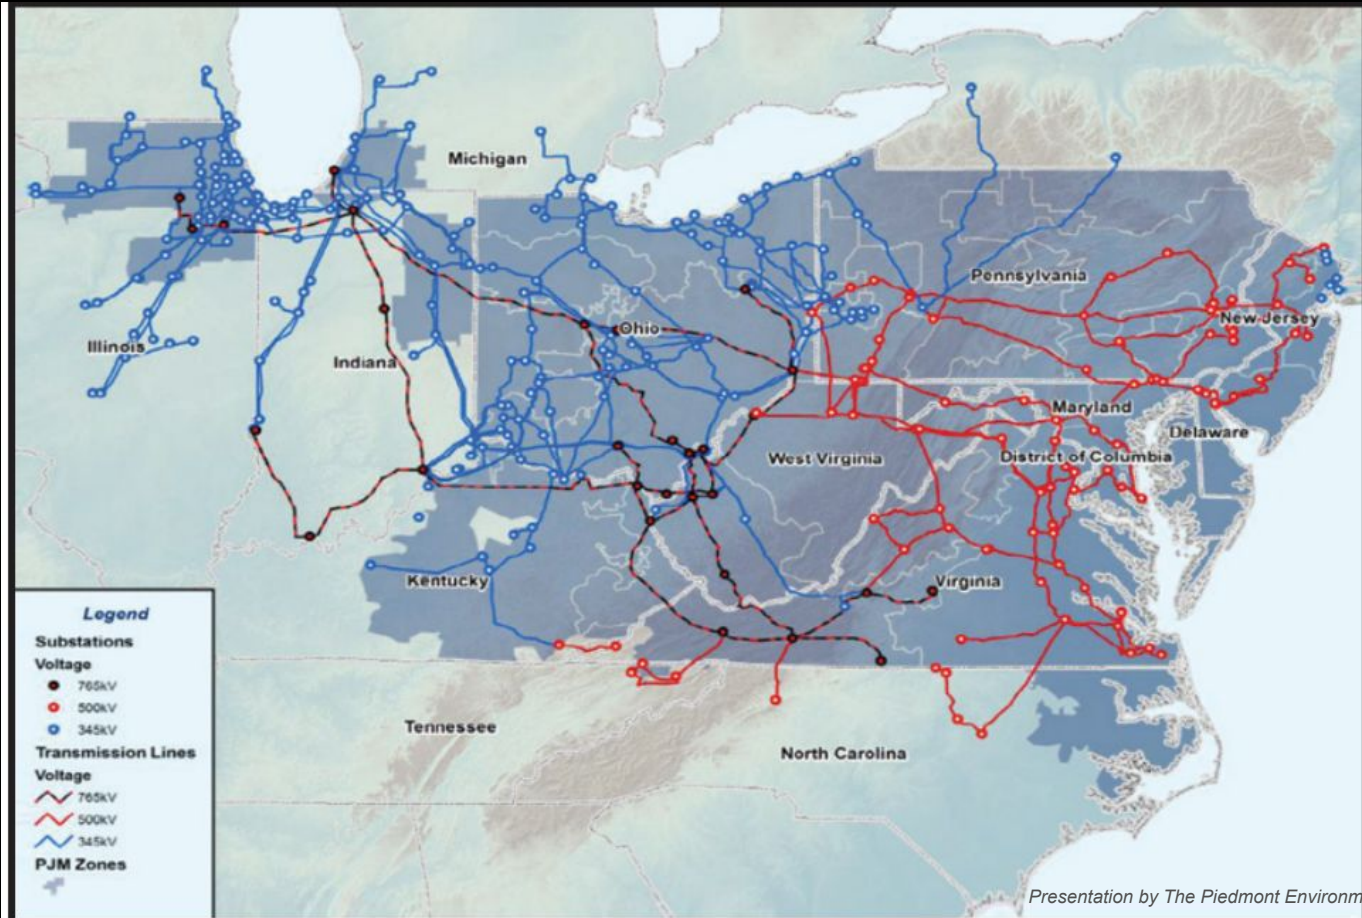 Michigan
Pennsylvania
New Jersey
Ohio
Illinois
Indiana
Maryland
Delaware
West Virginia
District of Columbia
Kentucky
Virginia
Legend
Substations
Voltage
765kV
500kV
345kV
Transmission Lines
Voltage
765kV
500kV
345kV
PJM Zones
Tennessee
North Carolina
Presentation by The Piedmont Environm